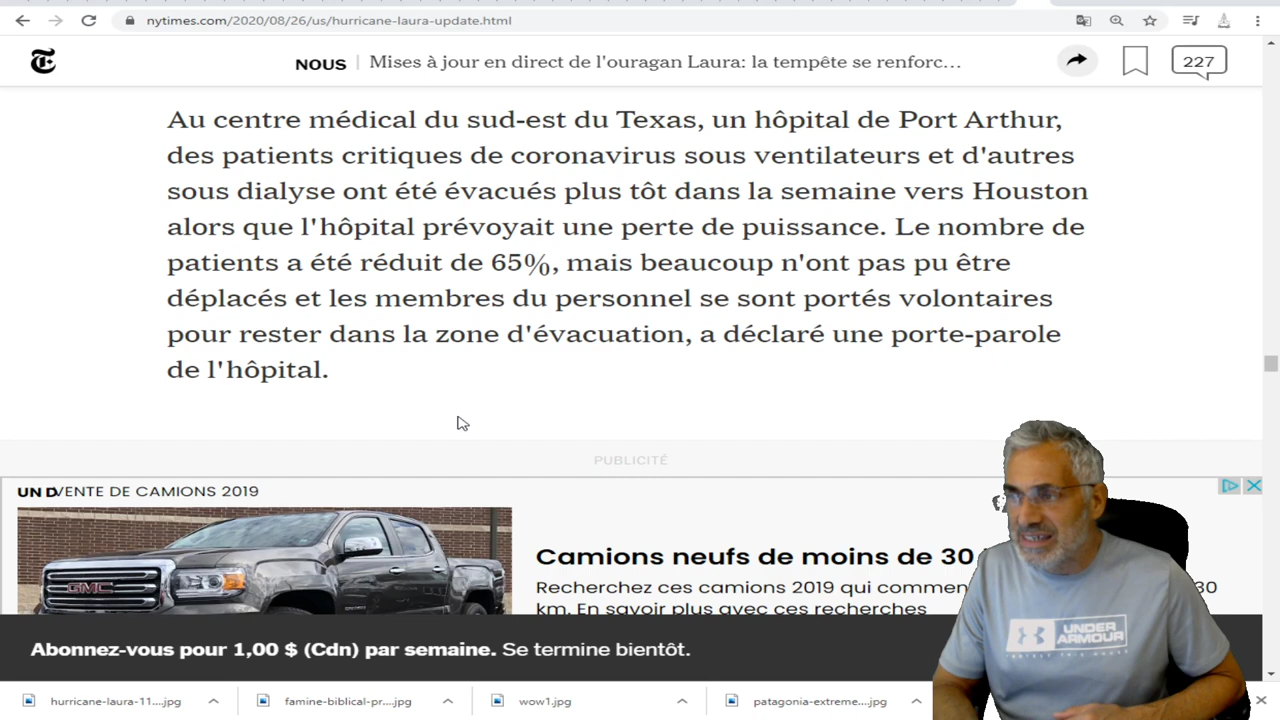 nytimes.com/2020/08/26/us/hurricane-laura-update.html
NOUS | Mises à jour en direct de l'ouragan Laura: la tempête se renforc…
227
Au centre médical du sud-est du Texas, un hôpital de Port Arthur,
des patients critiques de coronavirus sous ventilateurs et d'autres
sous dialyse ont été évacués plus tôt dans la semaine vers Houston
alors que l'hôpital prévoyait une perte de puissance. Le nombre de
patients a été réduit de 65%, mais beaucoup n'ont pas pu être
déplacés et les membres du personnel se sont portés volontaires
pour rester dans la zone d'évacuation, a déclaré une porte-parole
de l'hôpital.
PUBLICITÉ
VENTE DE CAMIONS 2019
GMC
Camions neufs de moins de 30
Recherchez ces camions 2019 qui commen 30
km. En savoir plus avec ces recherches
UNDER
ARMOUR
Abonnez-vous pour 1,00 $ (Cdn) par semaine. Se termine bientôt.
hurricane-laura-11....jpg
famine-biblical-pr....jpg
wow1.jpg
patagonia-extreme....jpg